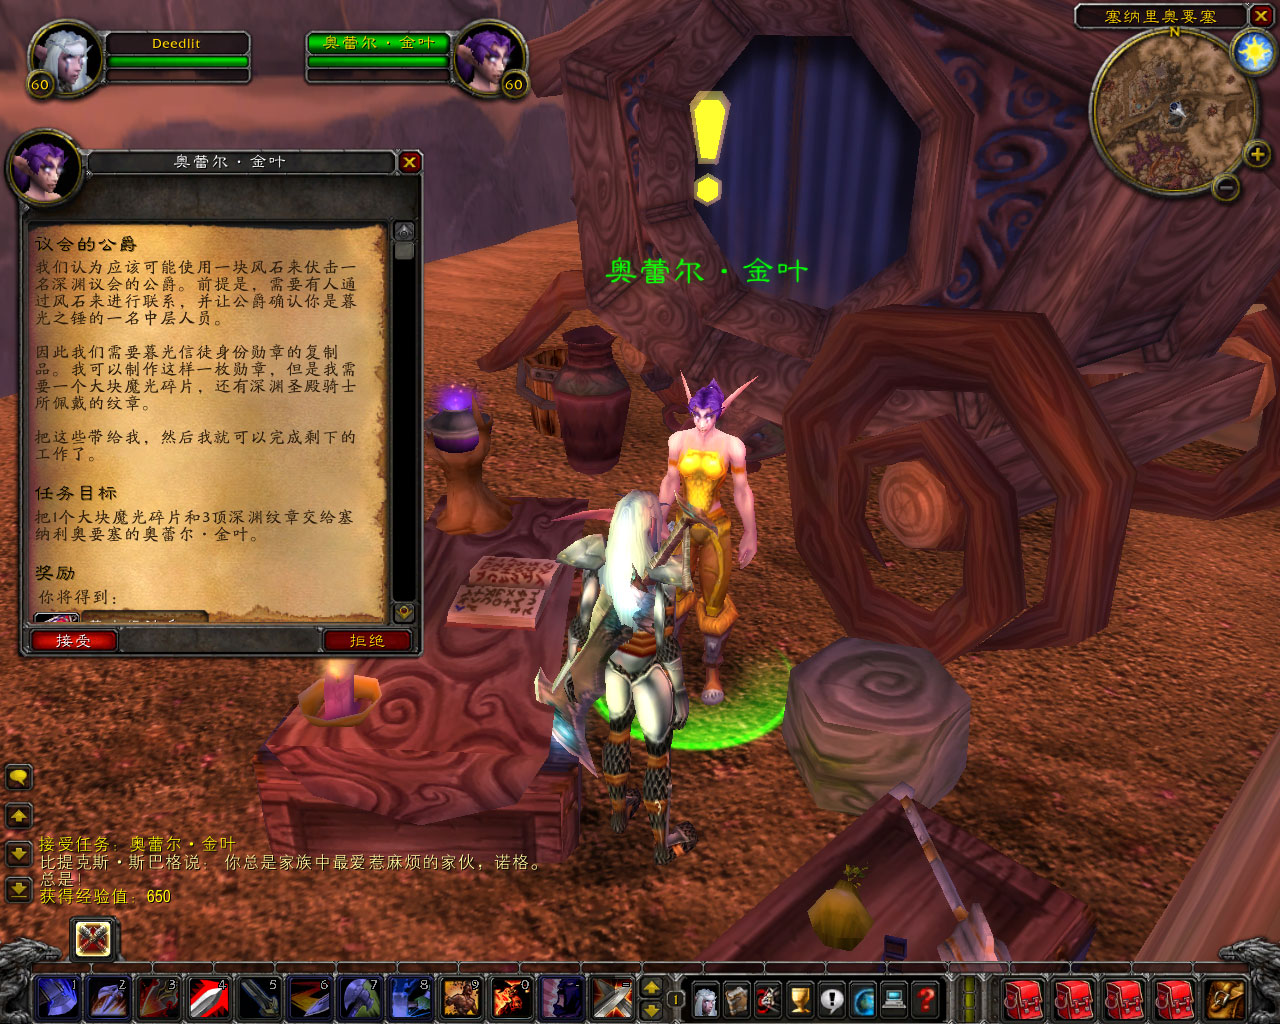 Deedlit
60
奥蕾尔·金叶
60
塞纳里奥要塞
N
奥蕾尔·金叶
议会的公爵
我们认为应该可能使用一块风石来伏击一
名深渊议会的公爵。前提是，需要有人通
过风石来进行联系，并让公爵确认你是暮
光之锤的一名中层人员。
因此我们需要暮光信徒身份勋章的复制
品。我可以制作这样一枚勋章，但是我需
要一个大块魔光碎片，还有深渊圣殿骑士
所佩戴的纹章。
把这些带给我，然后我就可以完成剩下的
工作了。
任务目标
把1个大块魔光碎片和3顶深渊纹章交给塞
纳利奥要塞的奥蕾尔·金叶。
奖励
你将得到：
接受
拒绝
奥蕾尔·金叶
接受任务：奥蕾尔·金叶
比提克斯·斯巴格说： 你总是家族中最爱惹麻烦的家伙，诺格。
总是！
获得经验值：650
1 2 3 4 5 6 7 8 9 0 - =
1